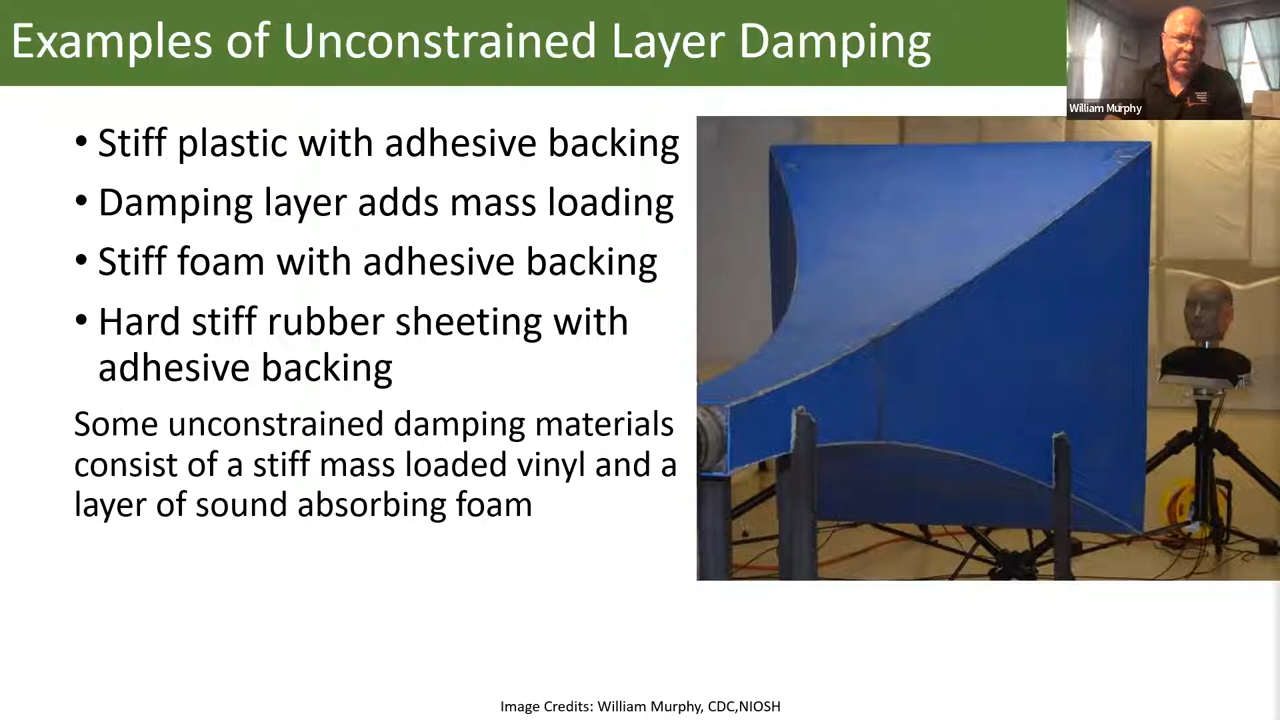 Examples of Unconstrained Layer Damping
William Murphy
• Stiff plastic with adhesive backing
• Damping layer adds mass loading
• Stiff foam with adhesive backing
• Hard stiff rubber sheeting with
adhesive backing
Some unconstrained damping materials
consist of a stiff mass loaded vinyl and a
layer of sound absorbing foam
Image Credits: William Murphy, CDC,NIOSH